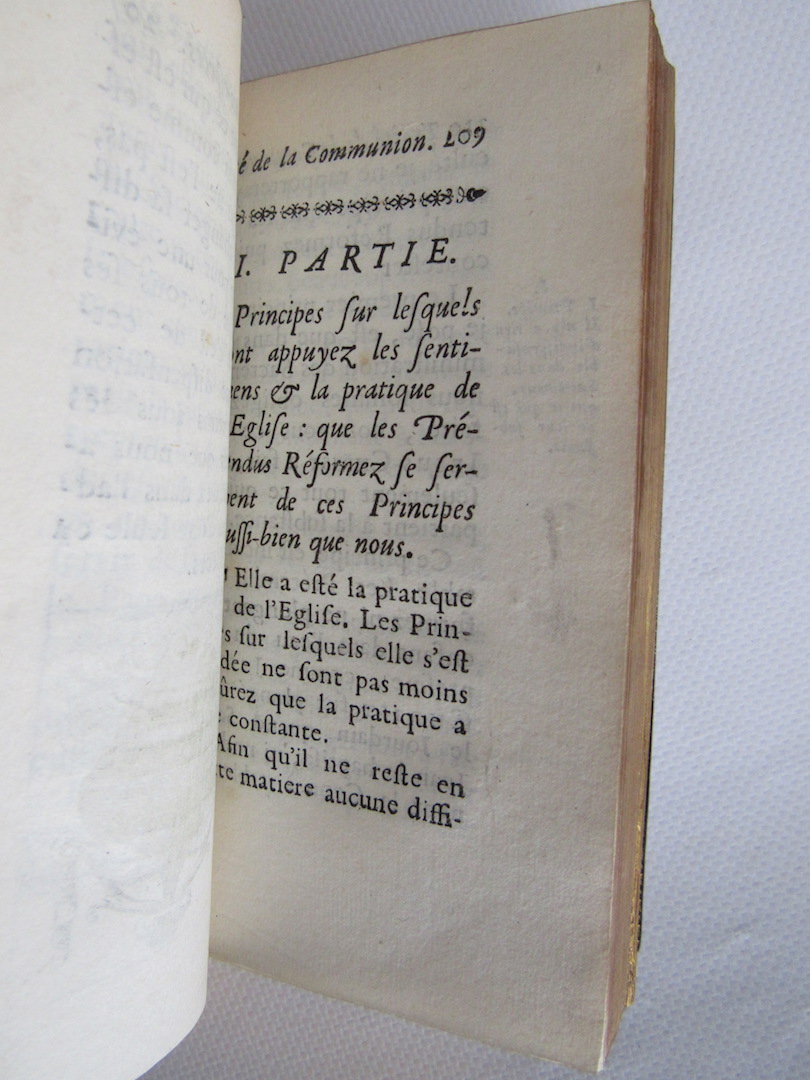 é de la Communion. 109
I. PARTIE.
Principes ſur leſquels
nt appuyez les ſenti-
ens & la pratique de
Egliſe : que les Pré-
ndus Réformez ſe ſer-
ent de ces Principes
uſſi-bien que nous.
Elle a eſté la pratique
de l'Egliſe. Les Prin-
s ſur leſquels elle s'eſt
dée ne ſont pas moins
ûrez que la pratique a
conſtante.
Afin qu'il ne reſte en
te matiere aucune diffi-